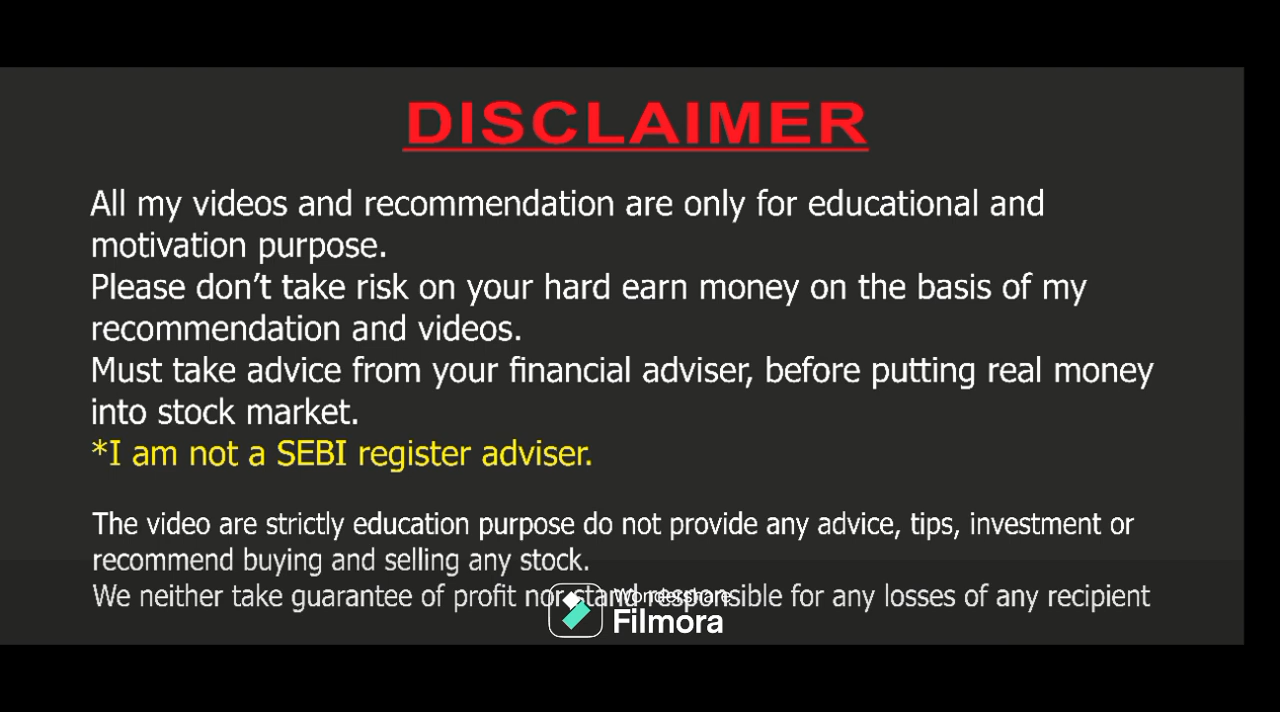 DISCLAIMER
All my videos and recommendation are only for educational and
motivation purpose.
Please don't take risk on your hard earn money on the basis of my
recommendation and videos.
Must take advice from your financial adviser, before putting real money
into stock market.
*I am not a SEBI register adviser.
The video are strictly education purpose do not provide any advice, tips, investment or
recommend buying and selling any stock.
We neither take guarantee of profit nor stand responsible for any losses of any recipient
Wondershare
Filmora